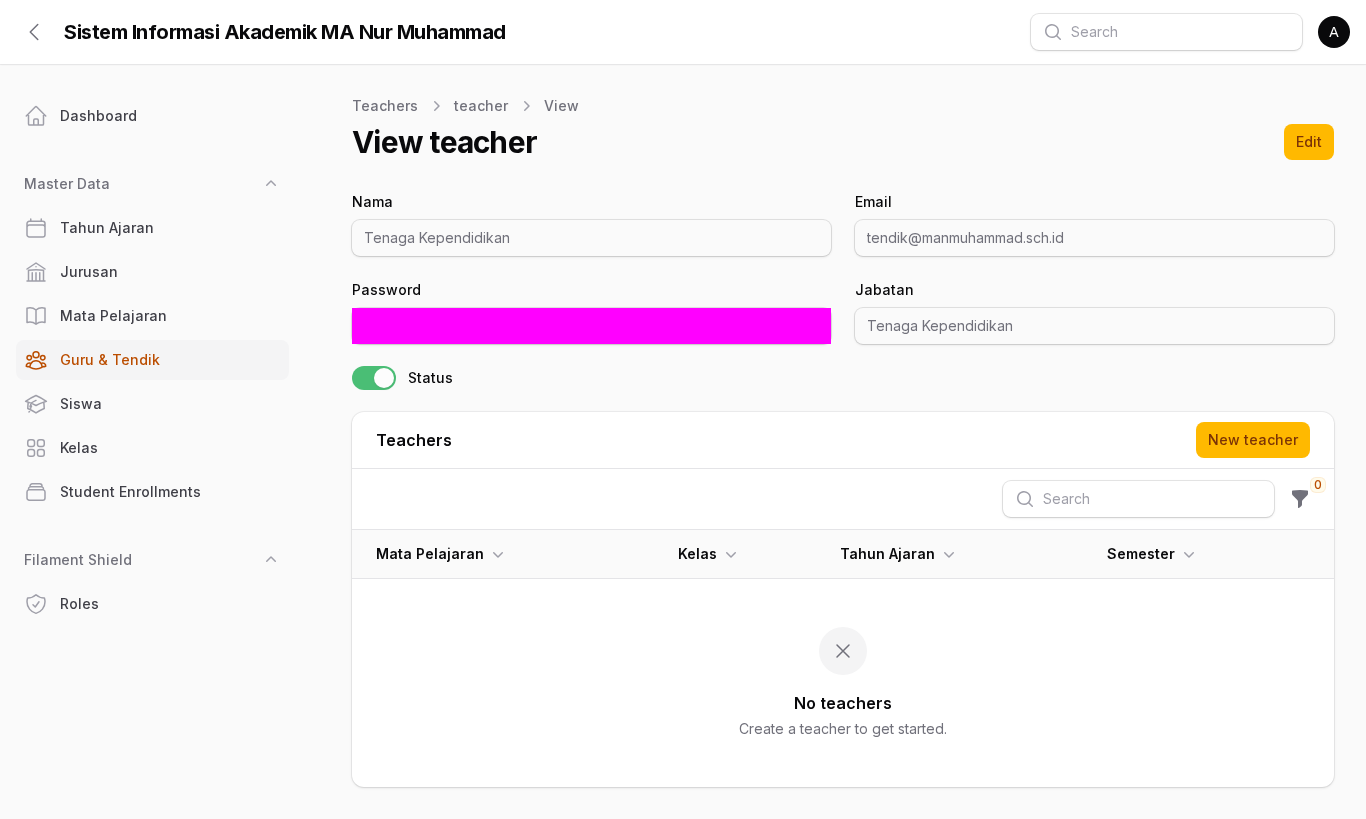 Sistem Informasi Akademik MA Nur Muhammad
Search
A
Dashboard
Master Data
Tahun Ajaran
Jurusan
Mata Pelajaran
Guru & Tendik
Siswa
Kelas
Student Enrollments
Filament Shield
Roles
Teachers > teacher > View
View teacher
Edit
Nama
Tenaga Kependidikan
Email
tendik@manmuhammad.sch.id
Password
Jabatan
Tenaga Kependidikan
Status
Teachers
New teacher
Search
0
Mata Pelajaran Kelas Tahun Ajaran Semester
No teachers
Create a teacher to get started.